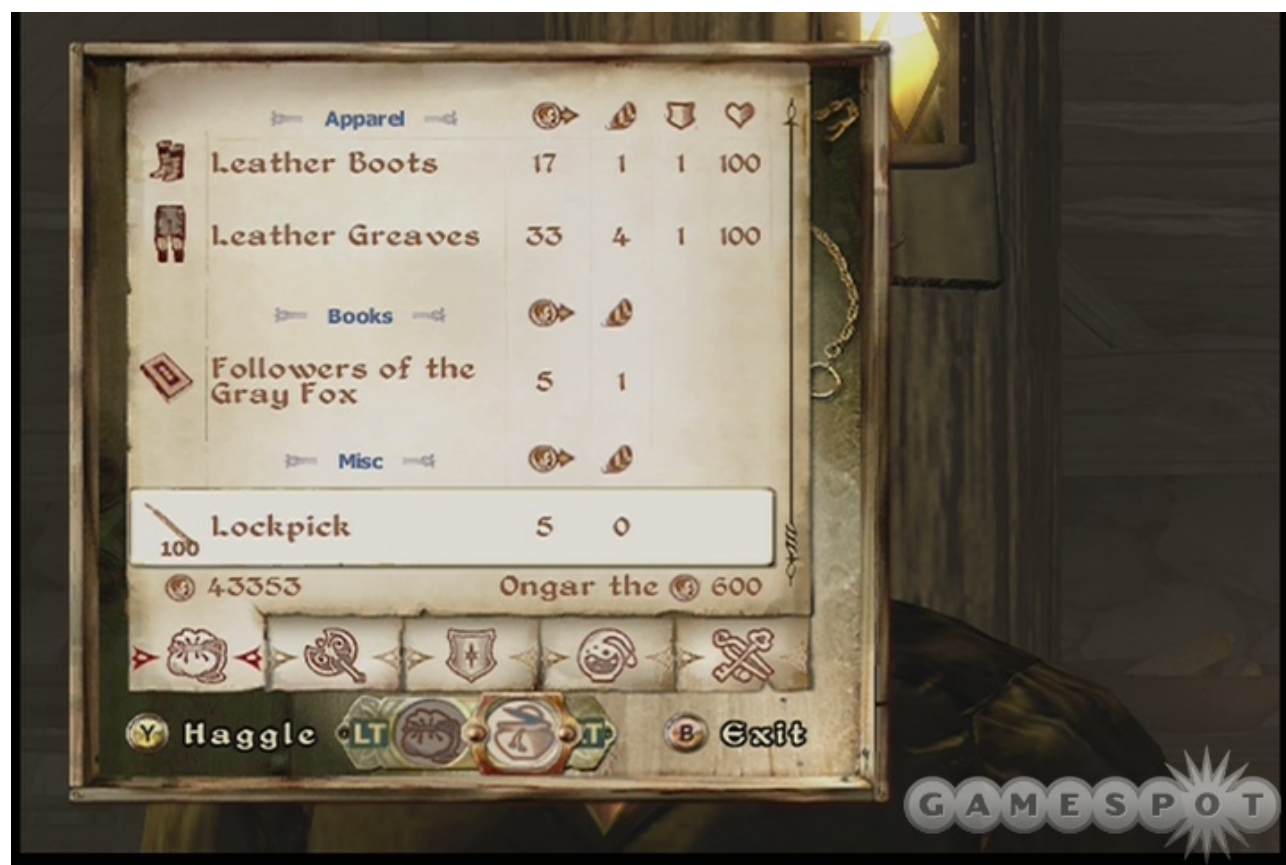 Apparel
Leather Boots 17 1 1 100
Leather Greaves 33 4 1 100
Books
Followers of the
Gray Fox 5 1
Misc
100 Lockpick 5 0
43353 Ongar the 600
Y Haggle LT RT B Exit
GAMESPOT